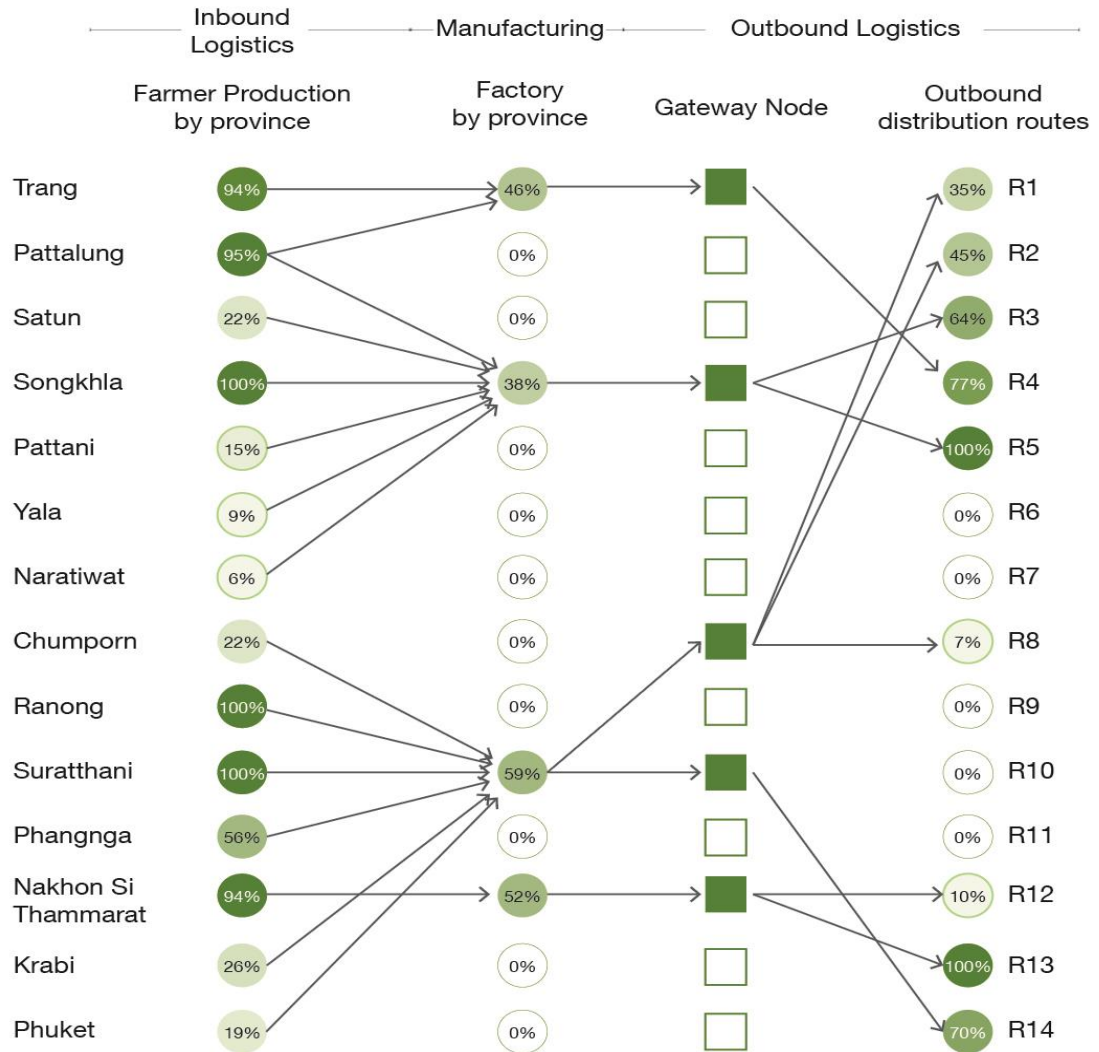 Inbound
Logistics
Manufacturing
Outbound Logistics
Farmer Production
by province
Factory
by province
Gateway Node
Outbound
distribution routes
Trang 94% 46% 35% R1
Pattalung 95% 0% 45% R2
Satun 22% 0% 64% R3
Songkhla 100% 38% 77% R4
Pattani 15% 0% 100% R5
Yala 9% 0% 0% R6
Naratiwat 6% 0% 0% R7
Chumporn 22% 0% 7% R8
Ranong 100% 0% 0% R9
Suratthani 100% 59% 0% R10
Phangnga 56% 0% 0% R11
Nakhon Si
Thammarat 94% 52% 10% R12
Krabi 26% 0% 100% R13
Phuket 19% 0% 70% R14